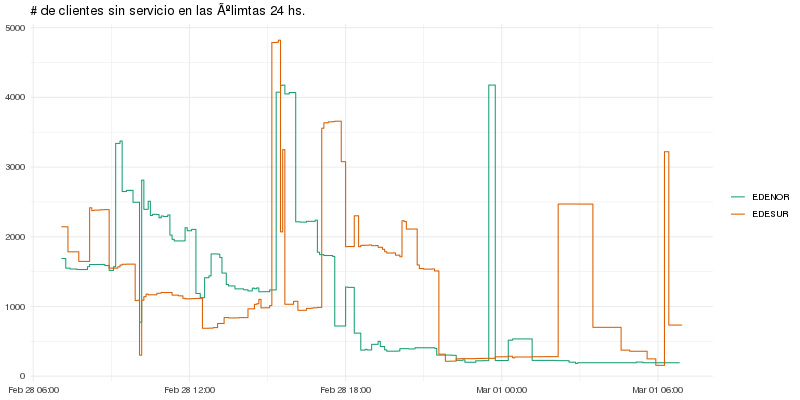 # de clientes sin servicio en las Ãºlimtas 24 hs.
5000
4000
3000
2000
1000
0
Feb 28 06:00
Feb 28 12:00
Feb 28 18:00
Mar 01 00:00
Mar 01 06:00
EDENOR
EDESUR